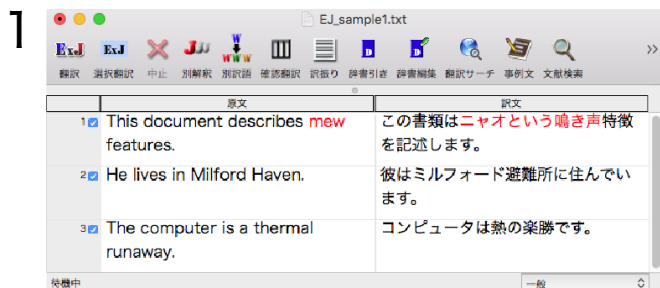 1
EJ_sample1.txt
翻訳 選択翻訳 中止 別解釈 別訳語 確認翻訳 訳振り 辞書引き 辞書編集 翻訳サーチ 事例文 文献検索
原文 訳文
1 This document describes mew この書類はニャオという鳴き声特徴
features. を記述します。
2 He lives in Milford Haven. 彼はミルフォード避難所に住んでい
ます。
3 The computer is a thermal コンピュータは熱の楽勝です。
runaway.
待機中 一般